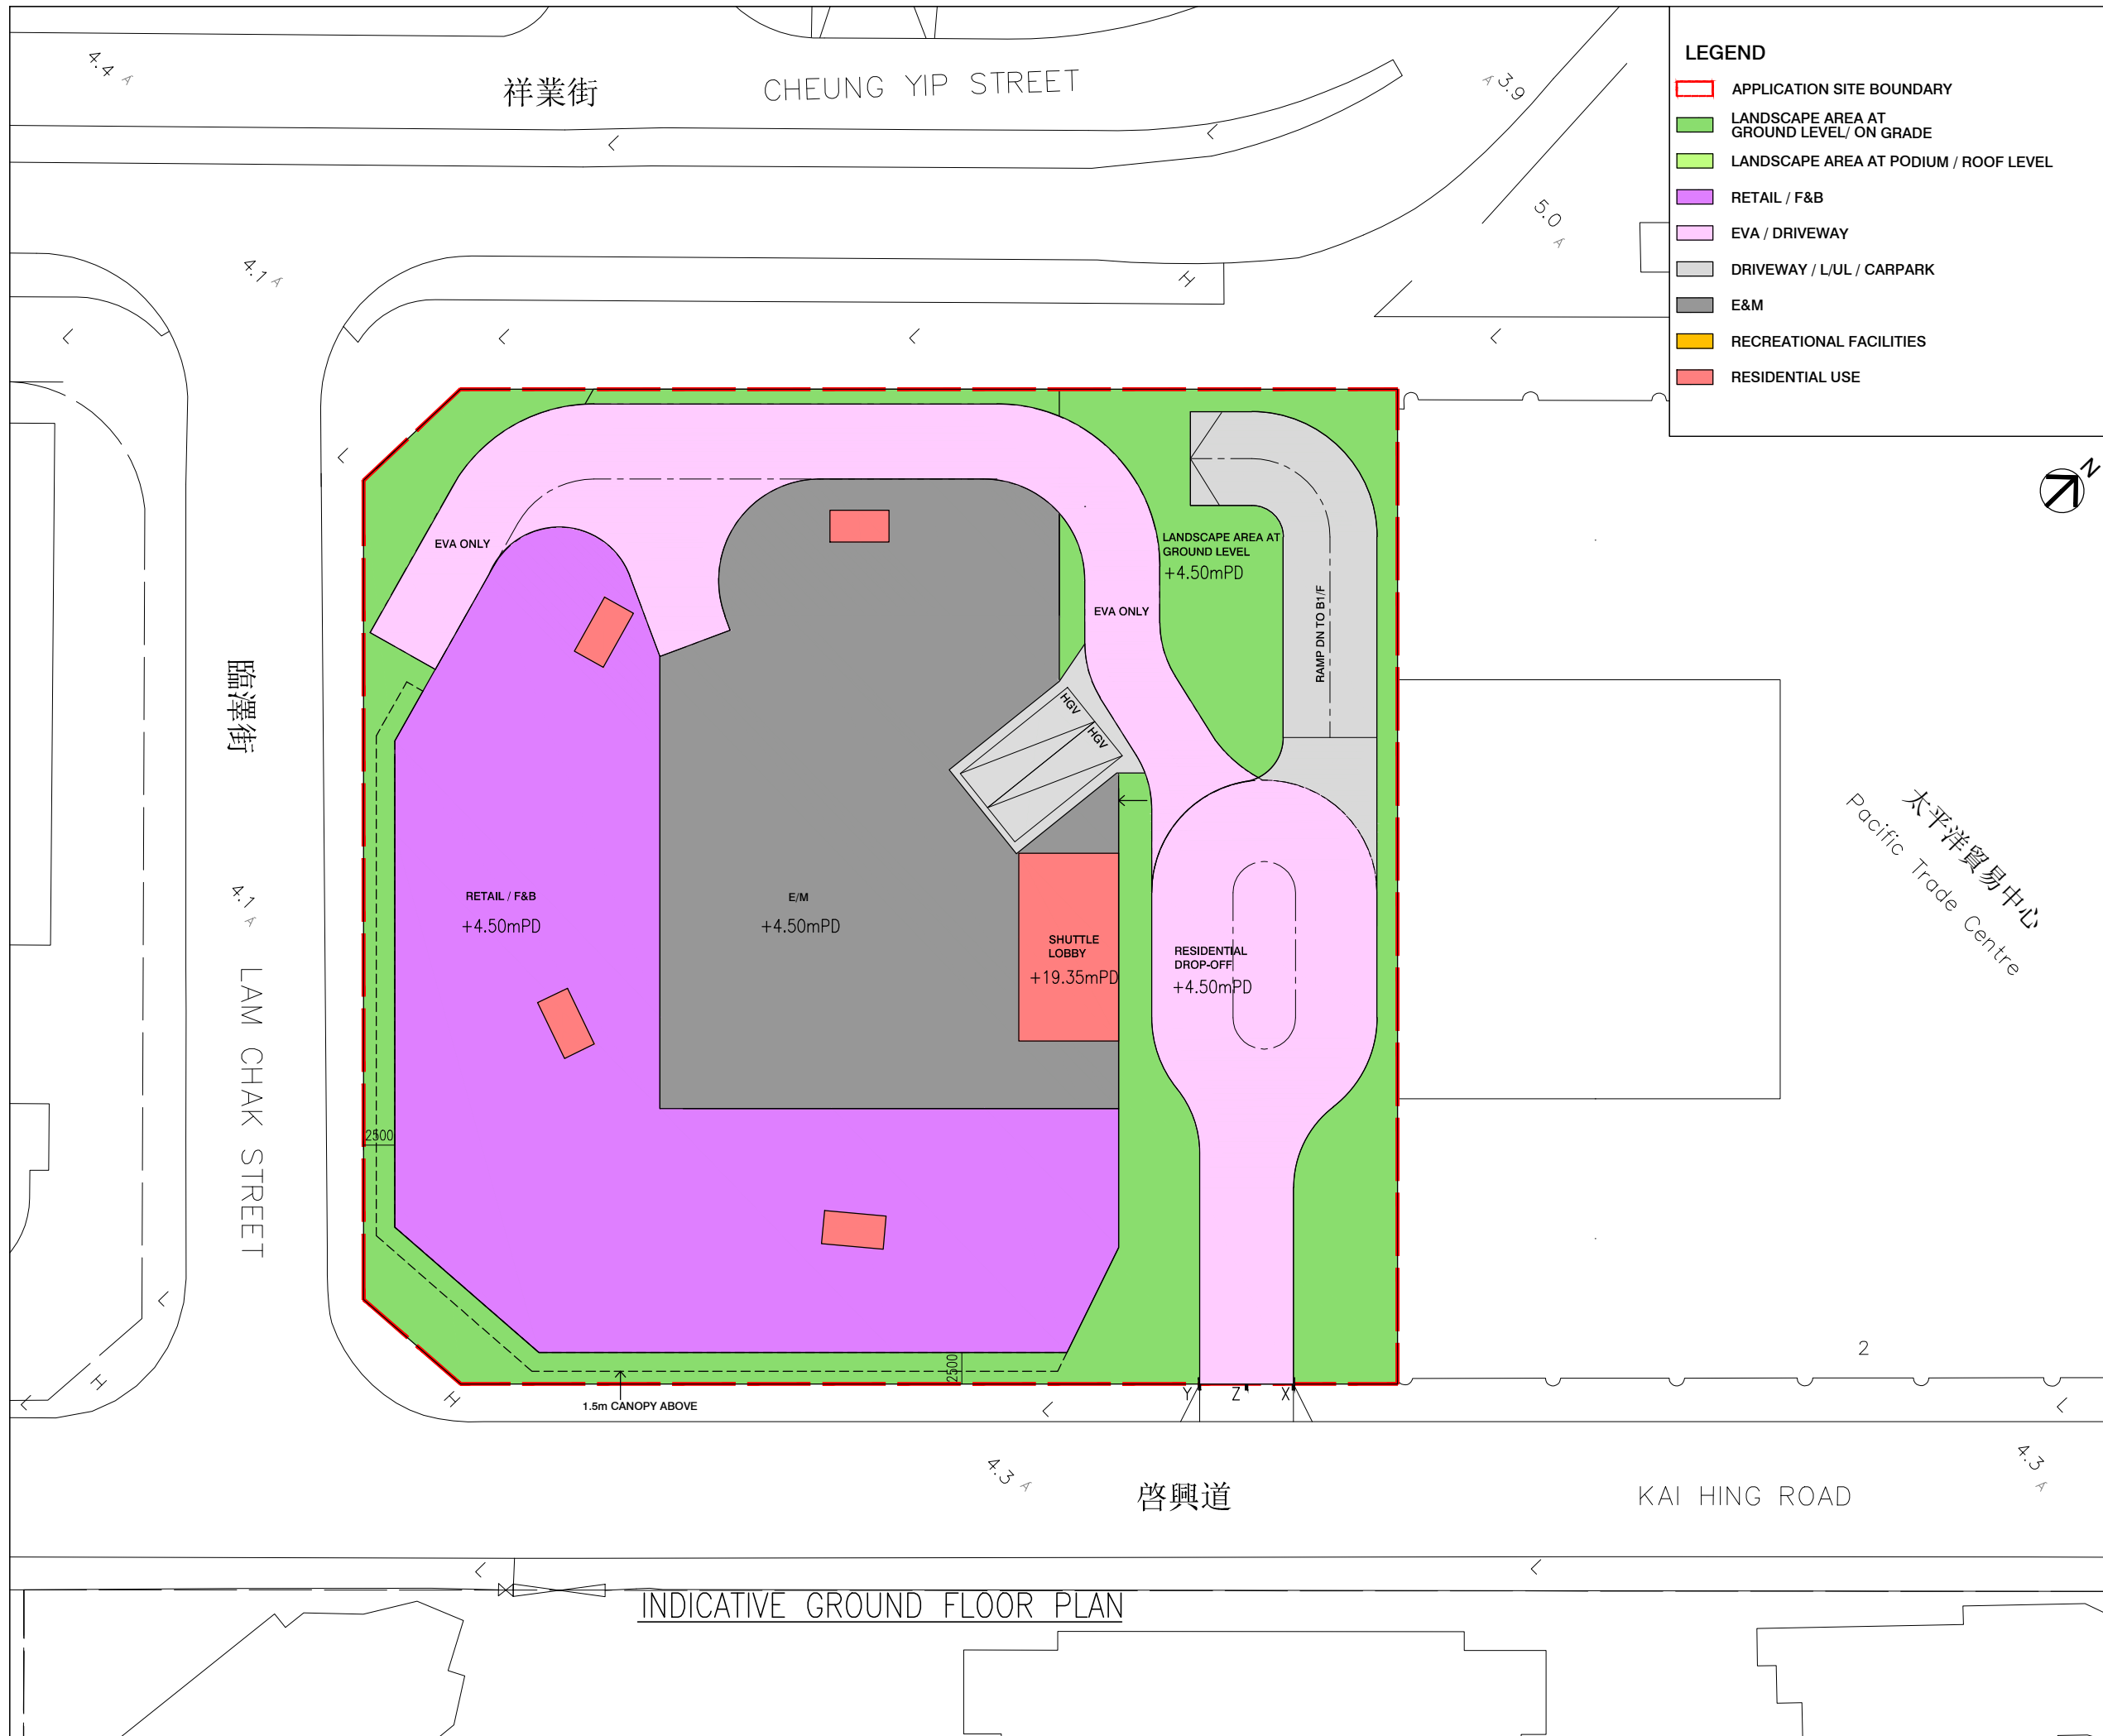 LEGEND
APPLICATION SITE BOUNDARY
LANDSCAPE AREA AT
GROUND LEVEL/ ON GRADE
LANDSCAPE AREA AT PODIUM / ROOF LEVEL
RETAIL / F&B
EVA / DRIVEWAY
DRIVEWAY / L/UL / CARPARK
E&M
RECREATIONAL FACILITIES
RESIDENTIAL USE
祥業街 CHEUNG YIP STREET
4.4
3.9
5.0
4.1
N
EVA ONLY
LANDSCAPE AREA AT
GROUND LEVEL
+4.50mPD
EVA ONLY
RAMP DN TO B1/F
HGV
HGV
臨澤街
4.1
LAM CHAK STREET
太平洋貿易中心
Pacific Trade Centre
RETAIL / F&B
+4.50mPD
E/M
+4.50mPD
SHUTTLE
LOBBY
+19.35mPD
RESIDENTIAL
DROP-OFF
+4.50mPD
2500
2500
2
Y Z X
1.5m CANOPY ABOVE
4.3
4.3
啓興道
KAI HING ROAD
INDICATIVE GROUND FLOOR PLAN
H
H
H